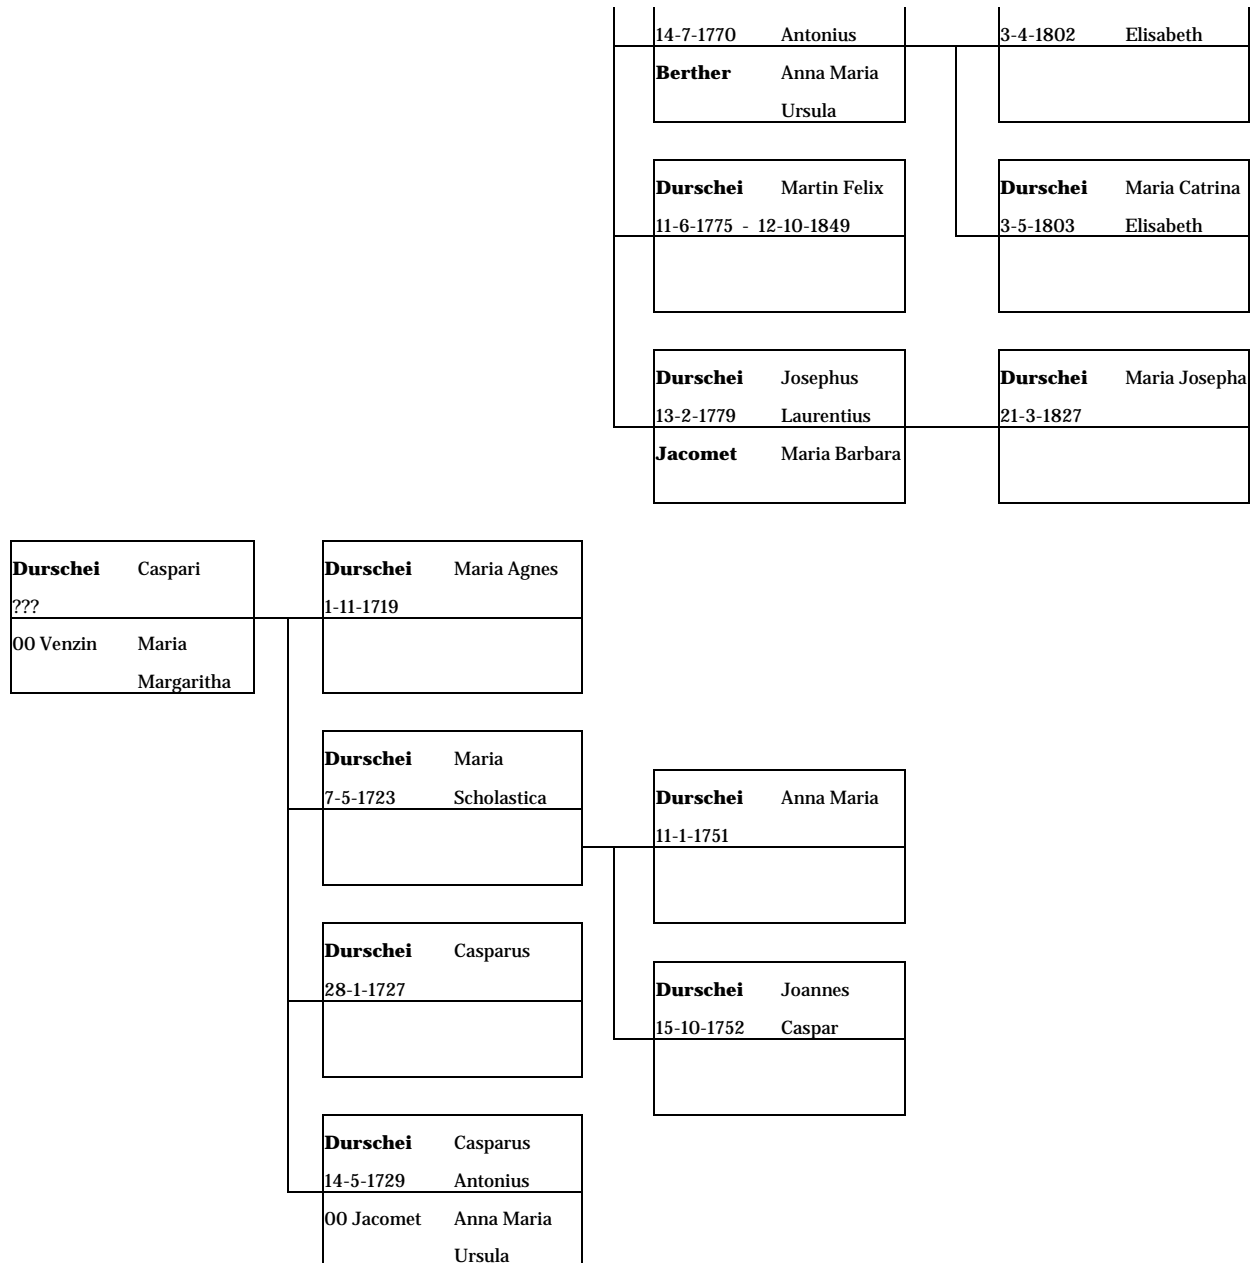 14-7-1770 Antonius
Berther Anna Maria
Ursula
3-4-1802 Elisabeth
Durschei Martin Felix
11-6-1775 - 12-10-1849
Durschei Maria Catrina
3-5-1803 Elisabeth
Durschei Josephus
13-2-1779 Laurentius
Jacomet Maria Barbara
Durschei Maria Josepha
21-3-1827
Durschei Caspari
???
00 Venzin Maria
Margaritha
Durschei Maria Agnes
1-11-1719
Durschei Maria
7-5-1723 Scholastica
Durschei Anna Maria
11-1-1751
Durschei Casparus
28-1-1727
Durschei Joannes
15-10-1752 Caspar
Durschei Casparus
14-5-1729 Antonius
00 Jacomet Anna Maria
Ursula